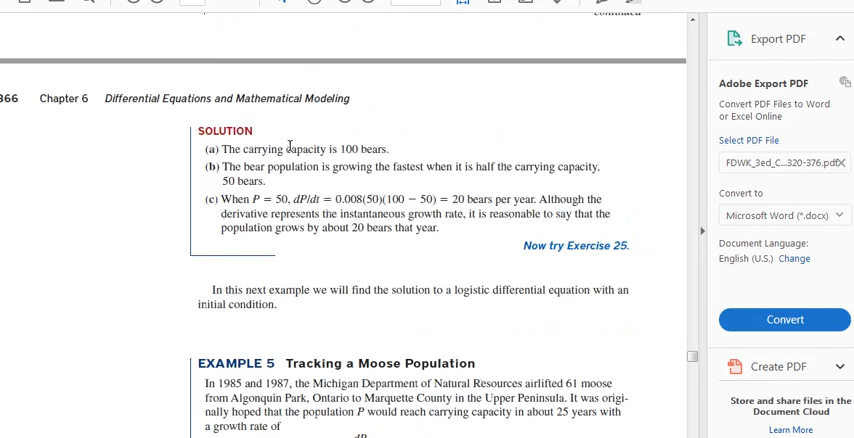 continued
366 Chapter 6 Differential Equations and Mathematical Modeling
SOLUTION
(a) The carrying capacity is 100 bears.
(b) The bear population is growing the fastest when it is half the carrying capacity,
50 bears.
(c) When P = 50, dP/dt = 0.008(50)(100 − 50) = 20 bears per year. Although the
derivative represents the instantaneous growth rate, it is reasonable to say that the
population grows by about 20 bears that year.
Now try Exercise 25.
In this next example we will find the solution to a logistic differential equation with an
initial condition.
EXAMPLE 5 Tracking a Moose Population
In 1985 and 1987, the Michigan Department of Natural Resources airlifted 61 moose
from Algonquin Park, Ontario to Marquette County in the Upper Peninsula. It was origi-
nally hoped that the population P would reach carrying capacity in about 25 years with
a growth rate of
dP
Export PDF
Adobe Export PDF
Convert PDF Files to Word
or Excel Online
Select PDF File
FDWK_3ed_C...320-376.pdf
Convert to
Microsoft Word (*.docx)
Document Language:
English (U.S.) Change
Convert
Create PDF
Store and share files in the
Document Cloud
Learn More